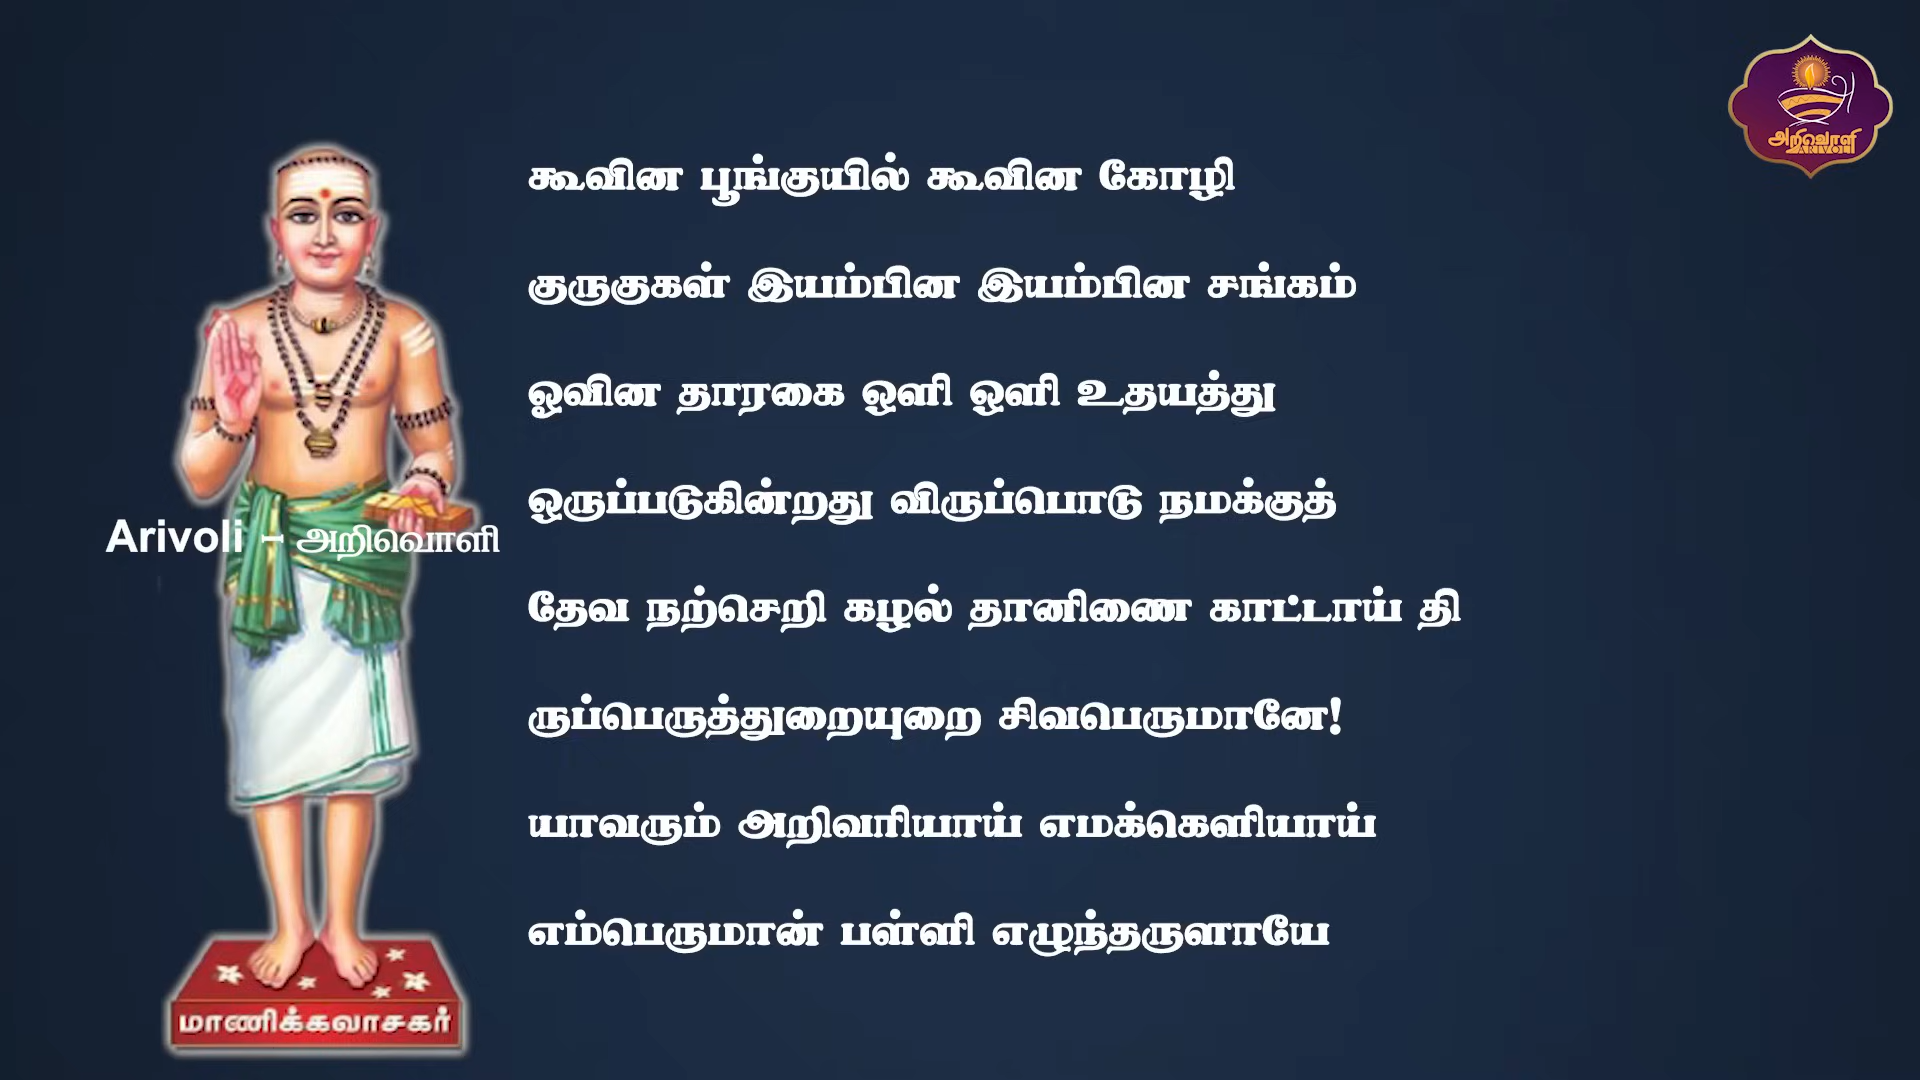 அறிவொளி
ARIVOLI
கூவின பூங்குயில் கூவின கோழி
குருகுகள் இயம்பின இயம்பின சங்கம்
ஓவின தாரகை ஒளி ஒளி உதயத்து
ஒருப்படுகின்றது விருப்பொடு நமக்குத்
தேவ நற்செறி கழல் தானிணை காட்டாய் தி
ருப்பெருத்துறையுறை சிவபெருமானே!
யாவரும் அறிவரியாய் எமக்கெளியாய்
எம்பெருமான் பள்ளி எழுந்தருளாயே
Arivoli - அறிவொளி
மாணிக்கவாசகர்